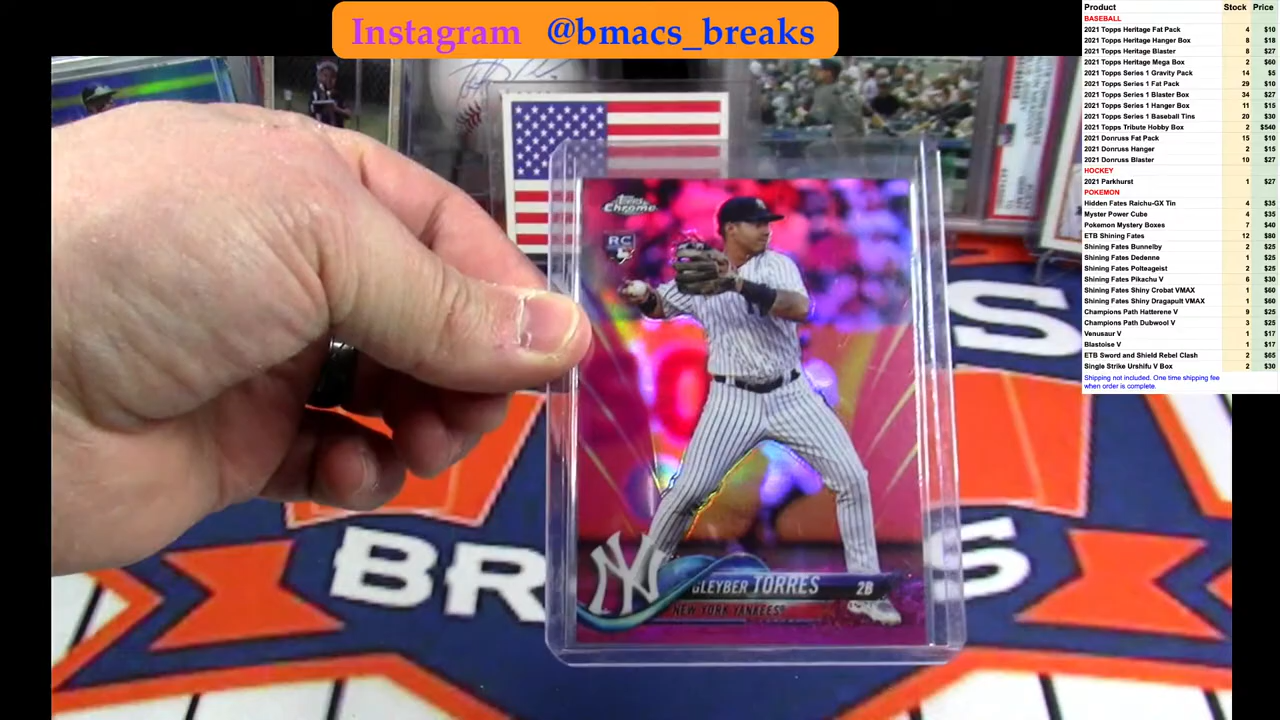 Instagram @bmacs_breaks
Product Stock Price
BASEBALL
2021 Topps Heritage Fat Pack 4 $10
2021 Topps Heritage Hanger Box 8 $18
2021 Topps Heritage Blaster 8 $27
2021 Topps Heritage Mega Box 2 $60
2021 Topps Series 1 Gravity Pack 14 $5
2021 Topps Series 1 Fat Pack 29 $10
2021 Topps Series 1 Blaster Box 34 $27
2021 Topps Series 1 Hanger Box 11 $15
2021 Topps Series 1 Baseball Tins 20 $30
2021 Topps Tribute Hobby Box 2 $540
2021 Donruss Fat Pack 15 $10
2021 Donruss Hanger 2 $15
2021 Donruss Blaster 10 $27
HOCKEY
2021 Parkhurst 1 $27
POKEMON
Hidden Fates Raichu-GX Tin 4 $35
Myster Power Cube 4 $35
Pokemon Mystery Boxes 7 $40
ETB Shining Fates 12 $80
Shining Fates Bunnelby 2 $25
Shining Fates Dedenne 1 $25
Shining Fates Polteageist 2 $25
Shining Fates Pikachu V 6 $30
Shining Fates Shiny Crobat VMAX 1 $60
Shining Fates Shiny Dragapult VMAX 1 $60
Champions Path Hatterene V 9 $25
Champions Path Dubwool V 3 $25
Venusaur V 1 $17
Blastoise V 1 $17
ETB Sword and Shield Rebel Clash 2 $65
Single Strike Urshifu V Box 2 $30
Shipping not included. One time shipping fee
when order is complete.
Topps
Chrome
RC
NY
GLEYBER TORRES 2B
NEW YORK YANKEES
S
BR S